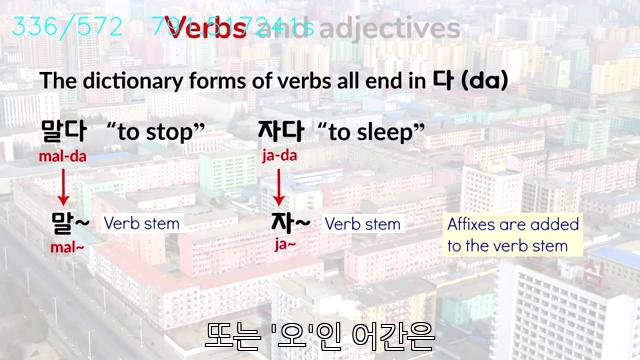 336/572 791.517241s
Verbs and adjectives
The dictionary forms of verbs all end in 다 (da)
말다 “to stop” 자다 “to sleep”
mal-da ja-da
말~ Verb stem 자~ Verb stem Affixes are added
mal~ ja~ to the verb stem
또는 '오'인 어간은